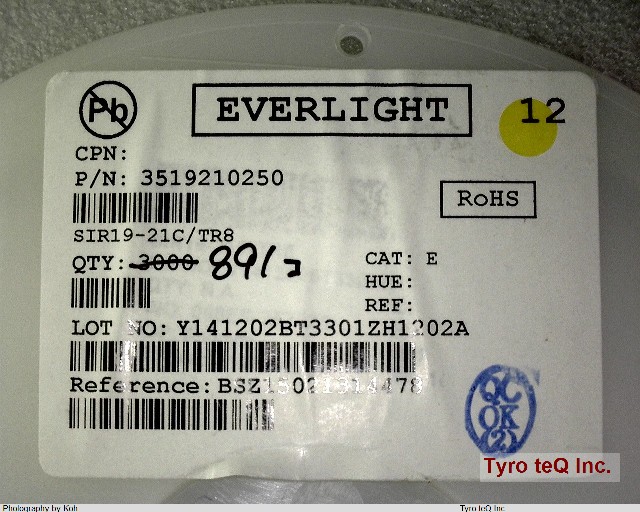 Pb
EVERLIGHT
12
CPN:
P/N: 3519210250
RoHS
SIR19-21C/TR8
QTY: 3000
CAT: E
HUE:
REF:
LOT NO: Y141202BT3301ZH1202A
Reference:
QC
OK
(2)
Tyro teQ Inc.
Photography by Koh
Tyro teQ Inc